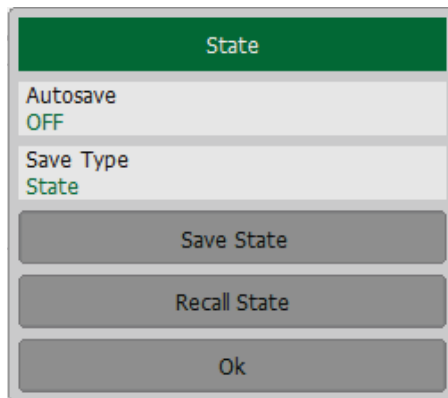 State
Autosave
OFF
Save Type
State
Save State
Recall State
Ok